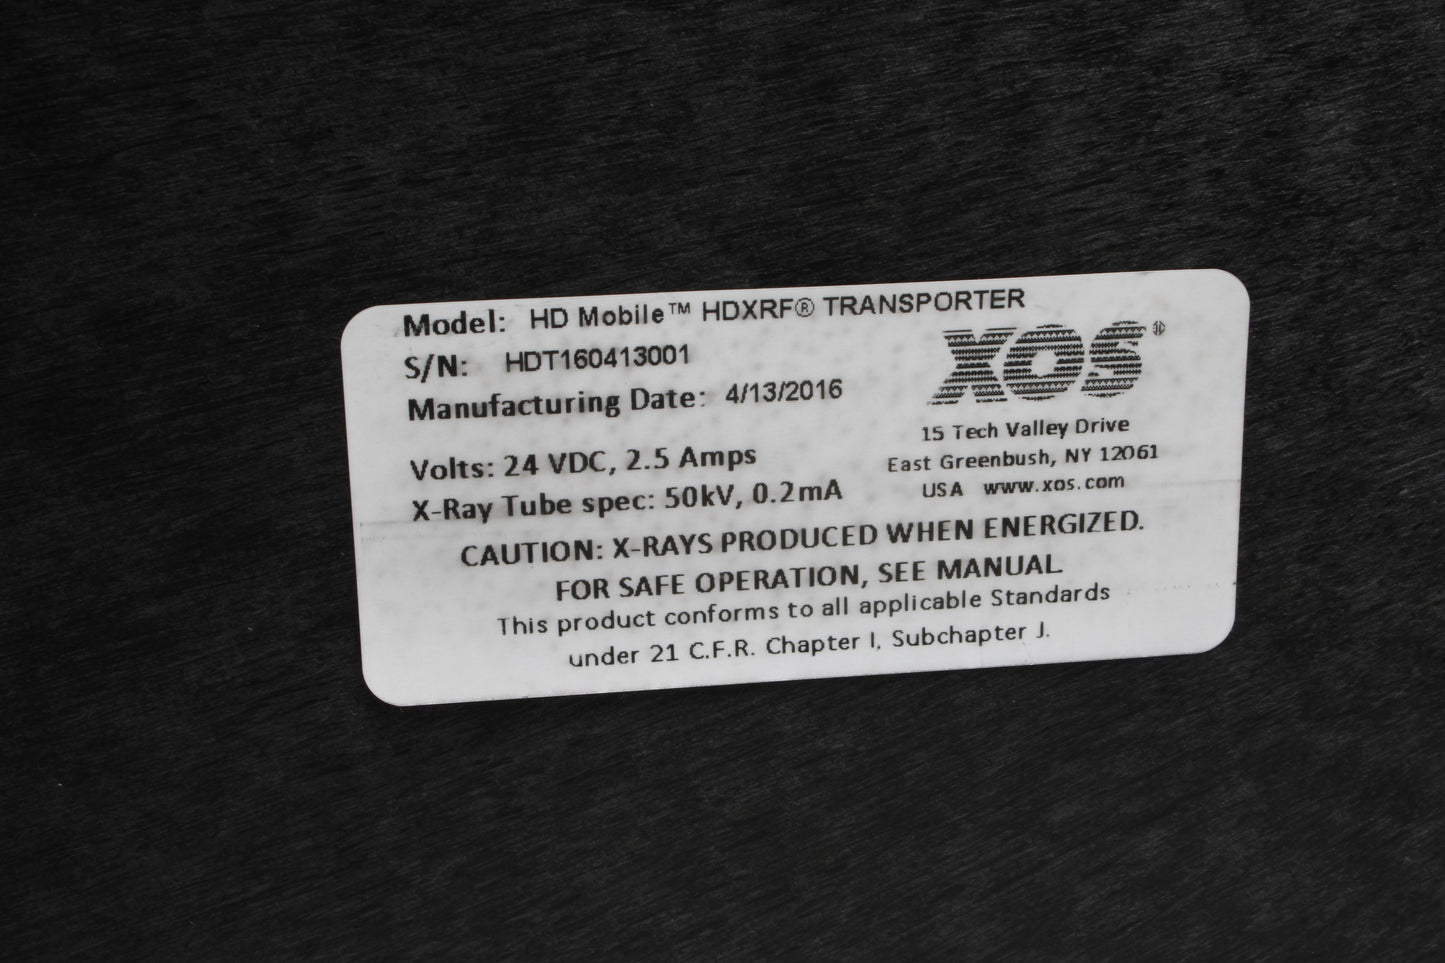 Model: HD Mobile™ HDXRF® TRANSPORTER
S/N: HDT160413001
Manufacturing Date: 4/13/2016
XOS®
15 Tech Valley Drive
East Greenbush, NY 12061
USA www.xos.com
Volts: 24 VDC, 2.5 Amps
X-Ray Tube spec: 50kV, 0.2mA
CAUTION: X-RAYS PRODUCED WHEN ENERGIZED.
FOR SAFE OPERATION, SEE MANUAL
This product conforms to all applicable Standards
under 21 C.F.R. Chapter I, Subchapter J.